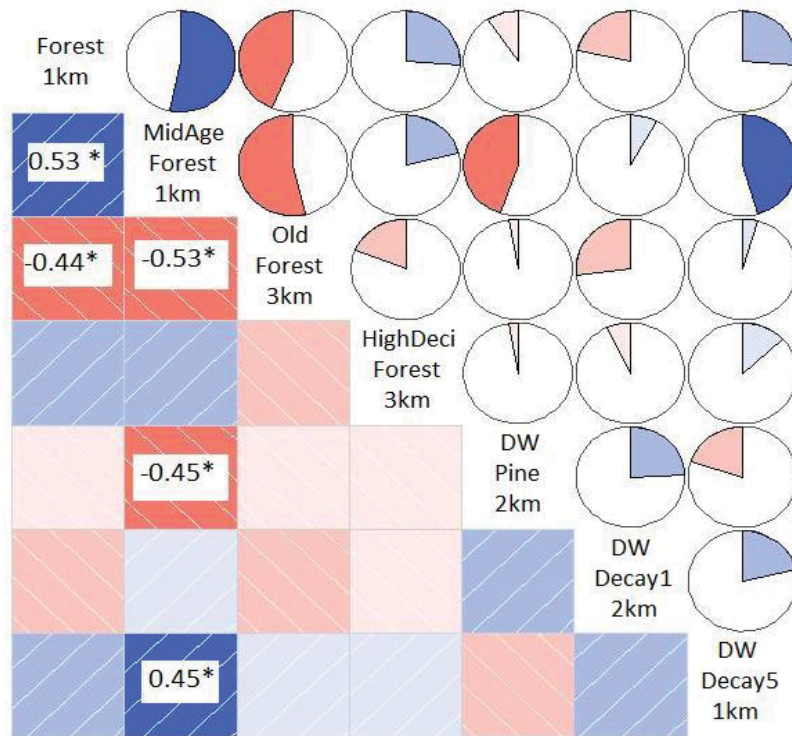 Forest
1km
0.53 *
MidAge
Forest
1km
-0.44*
-0.53*
Old
Forest
3km
HighDeci
Forest
3km
-0.45*
DW
Pine
2km
DW
Decay1
2km
0.45*
DW
Decay5
1km